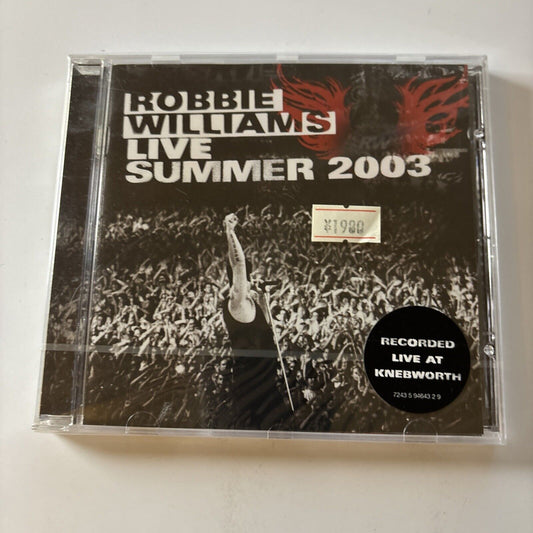 ROBBIE
WILLIAMS
LIVE
SUMMER 2003
¥1980
RECORDED
LIVE AT
KNEBWORTH
7243 5 94643 2 9